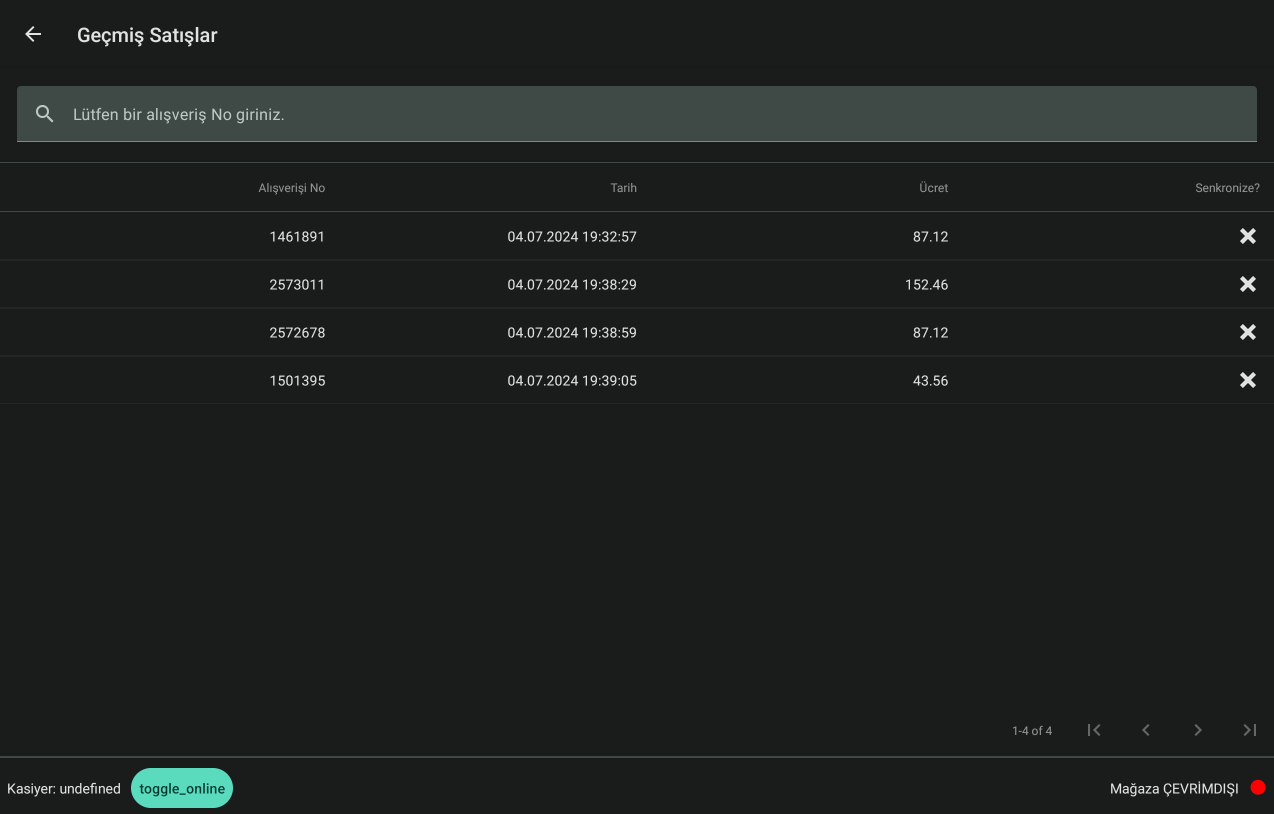 Geçmiş Satışlar
Lütfen bir alışveriş No giriniz.
Alışverişi No Tarih Ücret Senkronize?
1461891 04.07.2024 19:32:57 87.12
2573011 04.07.2024 19:38:29 152.46
2572678 04.07.2024 19:38:59 87.12
1501395 04.07.2024 19:39:05 43.56
1-4 of 4
Kasiyer: undefined toggle_online Mağaza ÇEVRİMDIŞI